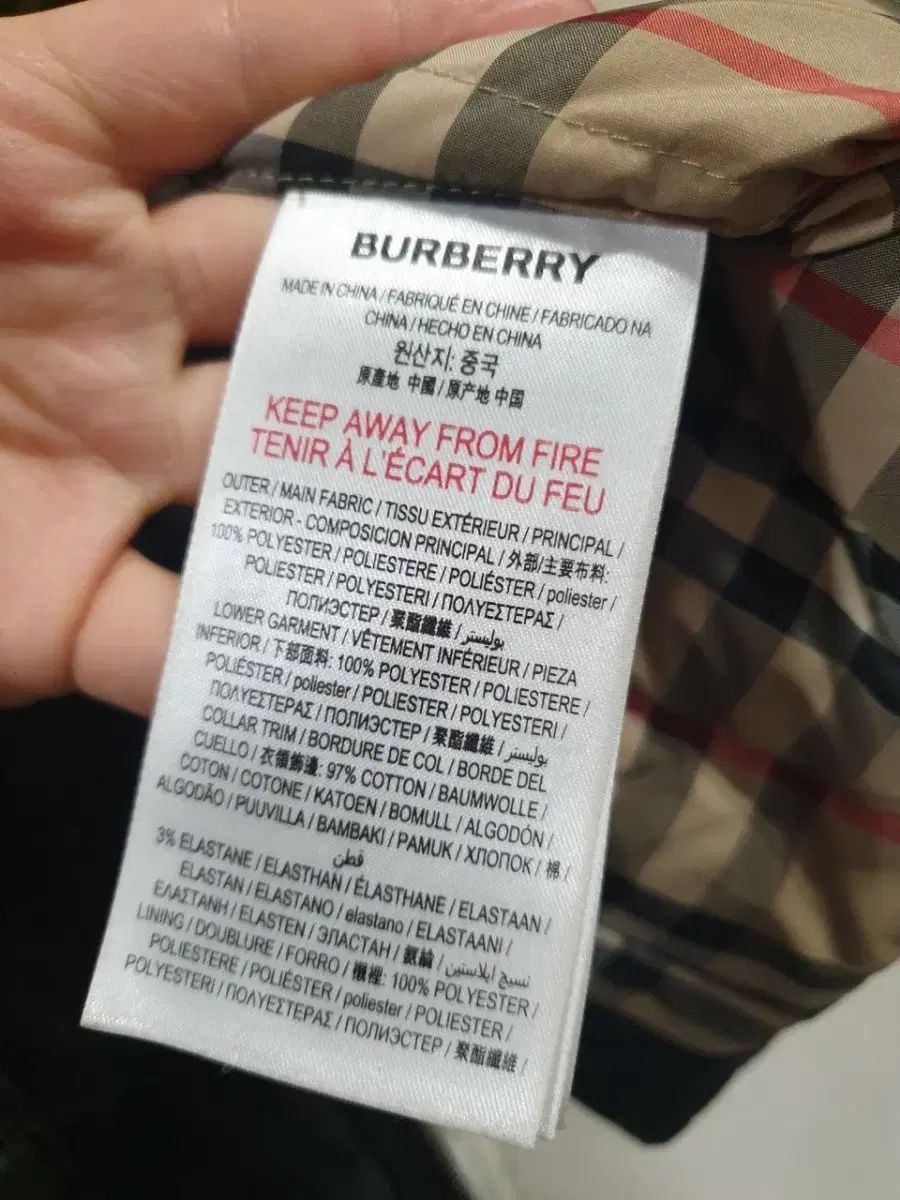 BURBERRY
MADE IN CHINA / FABRIQUÉ EN CHINE / FABRICADO NA
CHINA / HECHO EN CHINA
원산지: 중국
原產地 中國 / 原产地 中国
KEEP AWAY FROM FIRE
TENIR À L'ÉCART DU FEU
OUTER / MAIN FABRIC / TISSU EXTÉRIEUR / PRINCIPAL /
EXTERIOR - COMPOSICION PRINCIPAL / 外部/主要布料:
100% POLYESTER / POLIESTERE / POLIÉSTER / poliester /
POLIESTER / POLYESTERI / ΠΟΛΥΕΣΤΕΡΑΣ /
ПОЛИЭСТЕР / 聚酯纖維 / بوليستر
LOWER GARMENT / VÊTEMENT INFÉRIEUR / PIEZA
INFERIOR / 下部面料: 100% POLYESTER / POLIESTERE /
POLIÉSTER / poliester / POLIESTER / POLYESTERI /
ΠΟΛΥΕΣΤΕΡΑΣ / ПОЛИЭСТЕР / 聚酯纖維 / بوليستر
COLLAR TRIM / BORDURE DE COL / BORDE DEL
CUELLO / 衣領飾邊: 97% COTTON / BAUMWOLLE /
COTON / COTONE / KATOEN / BOMULL / ALGODÓN /
ALGODÃO / PUUVILLA / BAMBAKI / PAMUK / ХЛОПОК / 棉 /
قطن
3% ELASTANE / ELASTHAN / ÉLASTHANE / ELASTAAN /
ELASTAN / ELASTANO / elastano / ELASTAANI /
ΕΛΑΣΤΑΝΗ / ELASTEN / ЭЛАСТАН / 氨綸 / نسيج ايلاستين
LINING / DOUBLURE / FORRO / 襯裡: 100% POLYESTER /
POLIESTERE / POLIÉSTER / poliester / POLIESTER /
POLYESTERI / ΠΟΛΥΕΣΤΕΡΑΣ / ПОЛИЭСТЕР / 聚酯纖維 /